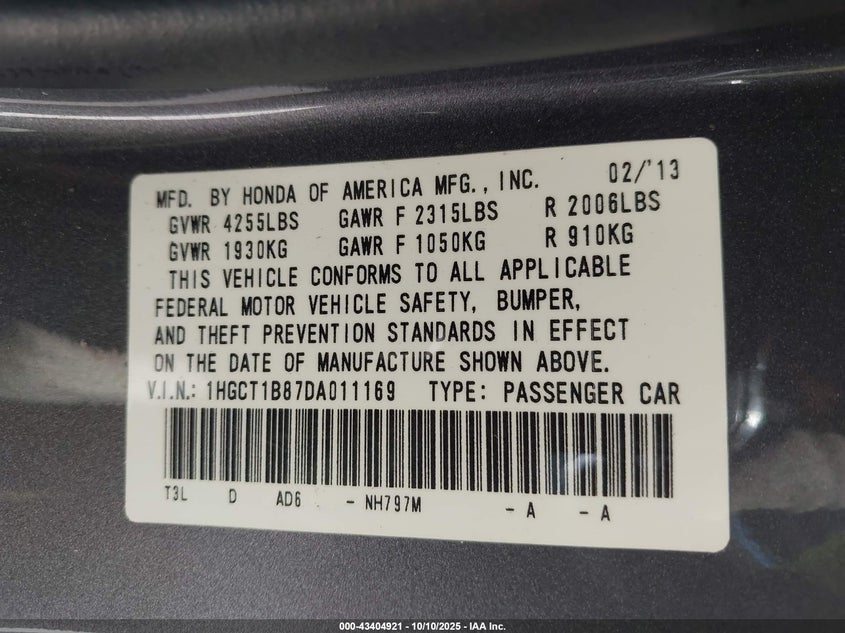 MFD. BY HONDA OF AMERICA MFG., INC. 02/'13
GVWR 4255LBS GAWR F 2315LBS R 2006LBS
GVWR 1930KG GAWR F 1050KG R 910KG
THIS VEHICLE CONFORMS TO ALL APPLICABLE
FEDERAL MOTOR VEHICLE SAFETY, BUMPER,
AND THEFT PREVENTION STANDARDS IN EFFECT
ON THE DATE OF MANUFACTURE SHOWN ABOVE.
V.I.N.: 1HGCT1B87DA011169 TYPE: PASSENGER CAR
T3L D AD6 - NH797M - A - A
000-43404921 - 10/10/2025 - IAA Inc.